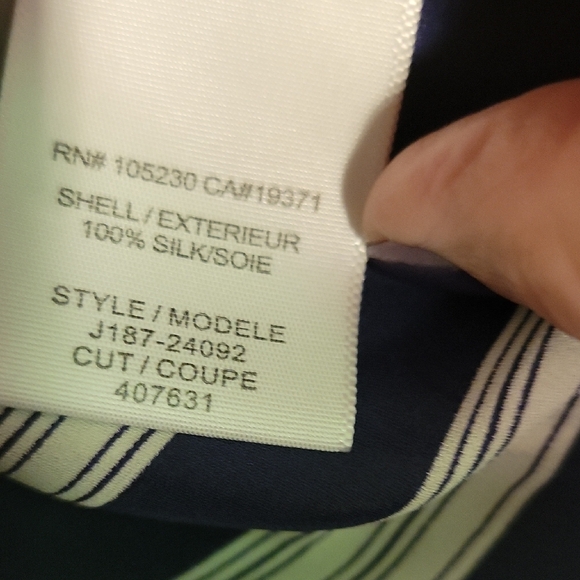 RN# 105230 CA#19371
SHELL / EXTERIEUR
100% SILK/SOIE
STYLE / MODELE
J187-24092
CUT / COUPE
407631